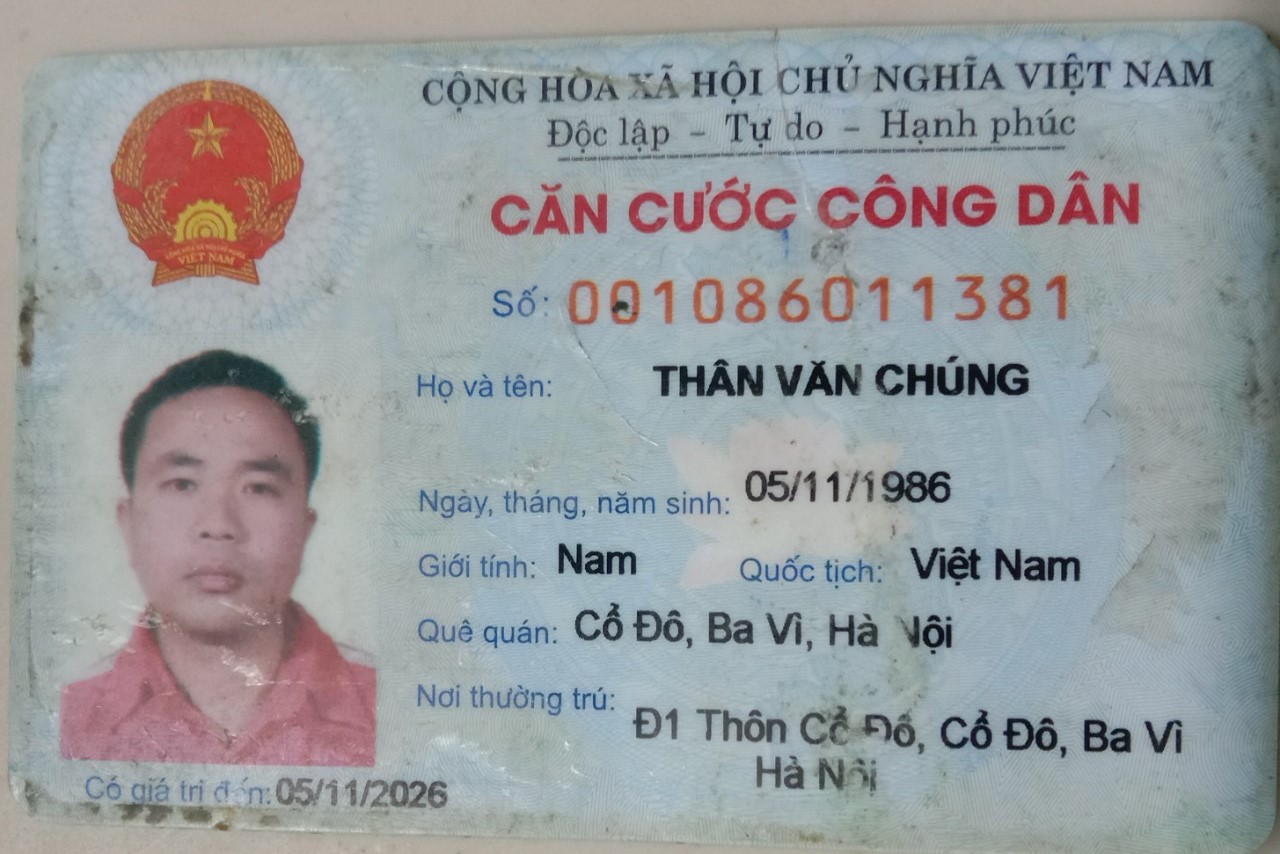 CỘNG HÒA XÃ HỘI CHỦ NGHĨA VIỆT NAM
Độc lập - Tự do - Hạnh phúc
CĂN CƯỚC CÔNG DÂN
Số: 001086011381
Họ và tên: THÂN VĂN CHÚNG
Ngày, tháng, năm sinh: 05/11/1986
Giới tính: Nam Quốc tịch: Việt Nam
Quê quán: Cổ Đô, Ba Vì, Hà Nội
Nơi thường trú:
Đ1 Thôn Cổ Đô, Cổ Đô, Ba Vì
Hà Nội
Có giá trị đến: 05/11/2026
VIỆT NAM